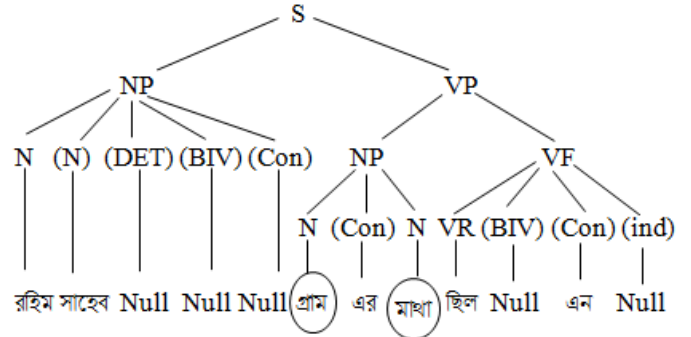 S
NP VP
N (N) (DET) (BIV) (Con) NP VF
N (Con) N VR (BIV) (Con) (ind)
রহিম সাহেব Null Null Null গ্রাম এর মাথা ছিল Null এন Null